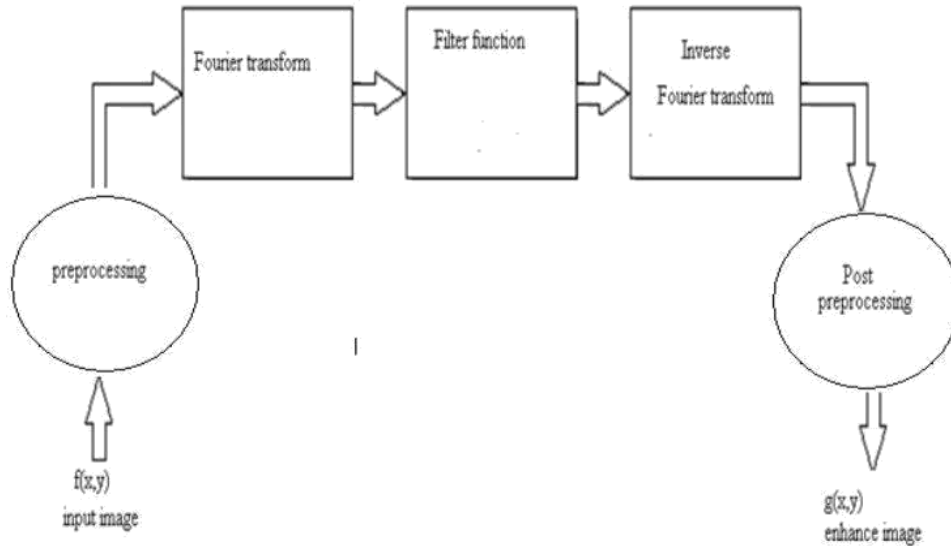 Fourier transform
Filter function
Inverse
Fourier transform
preprocessing
Post
preprocessing
f(x,y)
input image
g(x,y)
enhance image